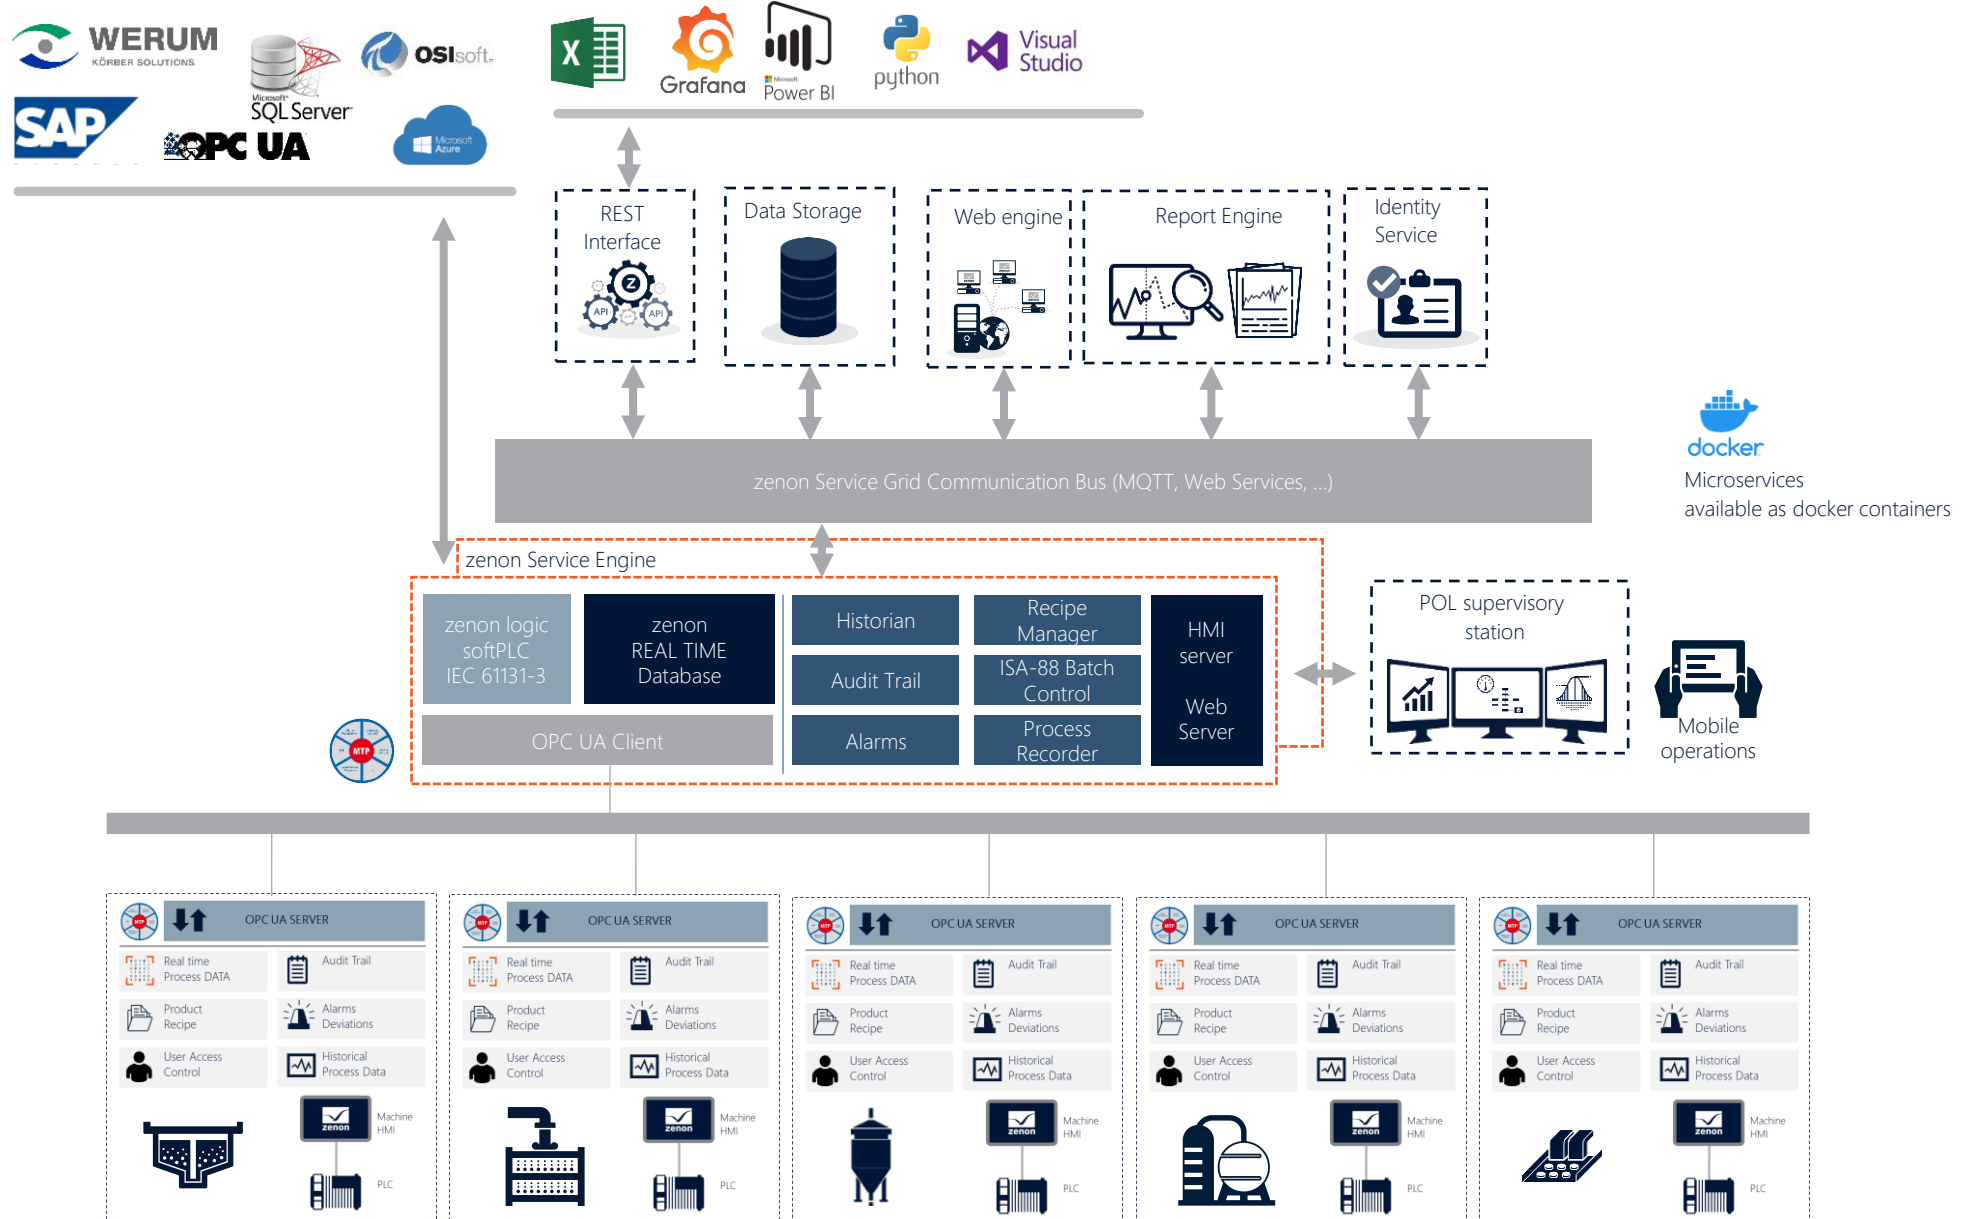 WERUM
KÖRBER SOLUTIONS
Microsoft
SQL Server
OSIsoft.
SAP
OPC UA
Microsoft
Azure
X
Grafana
Microsoft
Power BI
python
Visual
Studio
REST
Interface
Z
API
API
API
Data Storage
Web engine
Report Engine
Identity
Service
docker
Microservices
available as docker containers
zenon Service Grid Communication Bus (MQTT, Web Services, ...)
zenon Service Engine
zenon logic
softPLC
IEC 61131-3
zenon
REAL TIME
Database
OPC UA Client
Historian
Audit Trail
Alarms
Recipe
Manager
ISA-88 Batch
Control
Process
Recorder
HMI
server
Web
Server
POL supervisory
station
Mobile
operations
MTP
MTP
OPC UA SERVER
Real time
Process DATA
Audit Trail
Product
Recipe
Alarms
Deviations
User Access
Control
Historical
Process Data
zenon
Machine
HMI
PLC
MTP
OPC UA SERVER
Real time
Process DATA
Audit Trail
Product
Recipe
Alarms
Deviations
User Access
Control
Historical
Process Data
zenon
Machine
HMI
PLC
MTP
OPC UA SERVER
Real time
Process DATA
Audit Trail
Product
Recipe
Alarms
Deviations
User Access
Control
Historical
Process Data
zenon
Machine
HMI
PLC
MTP
OPC UA SERVER
Real time
Process DATA
Audit Trail
Product
Recipe
Alarms
Deviations
User Access
Control
Historical
Process Data
zenon
Machine
HMI
PLC
MTP
OPC UA SERVER
Real time
Process DATA
Audit Trail
Product
Recipe
Alarms
Deviations
User Access
Control
Historical
Process Data
zenon
Machine
HMI
PLC